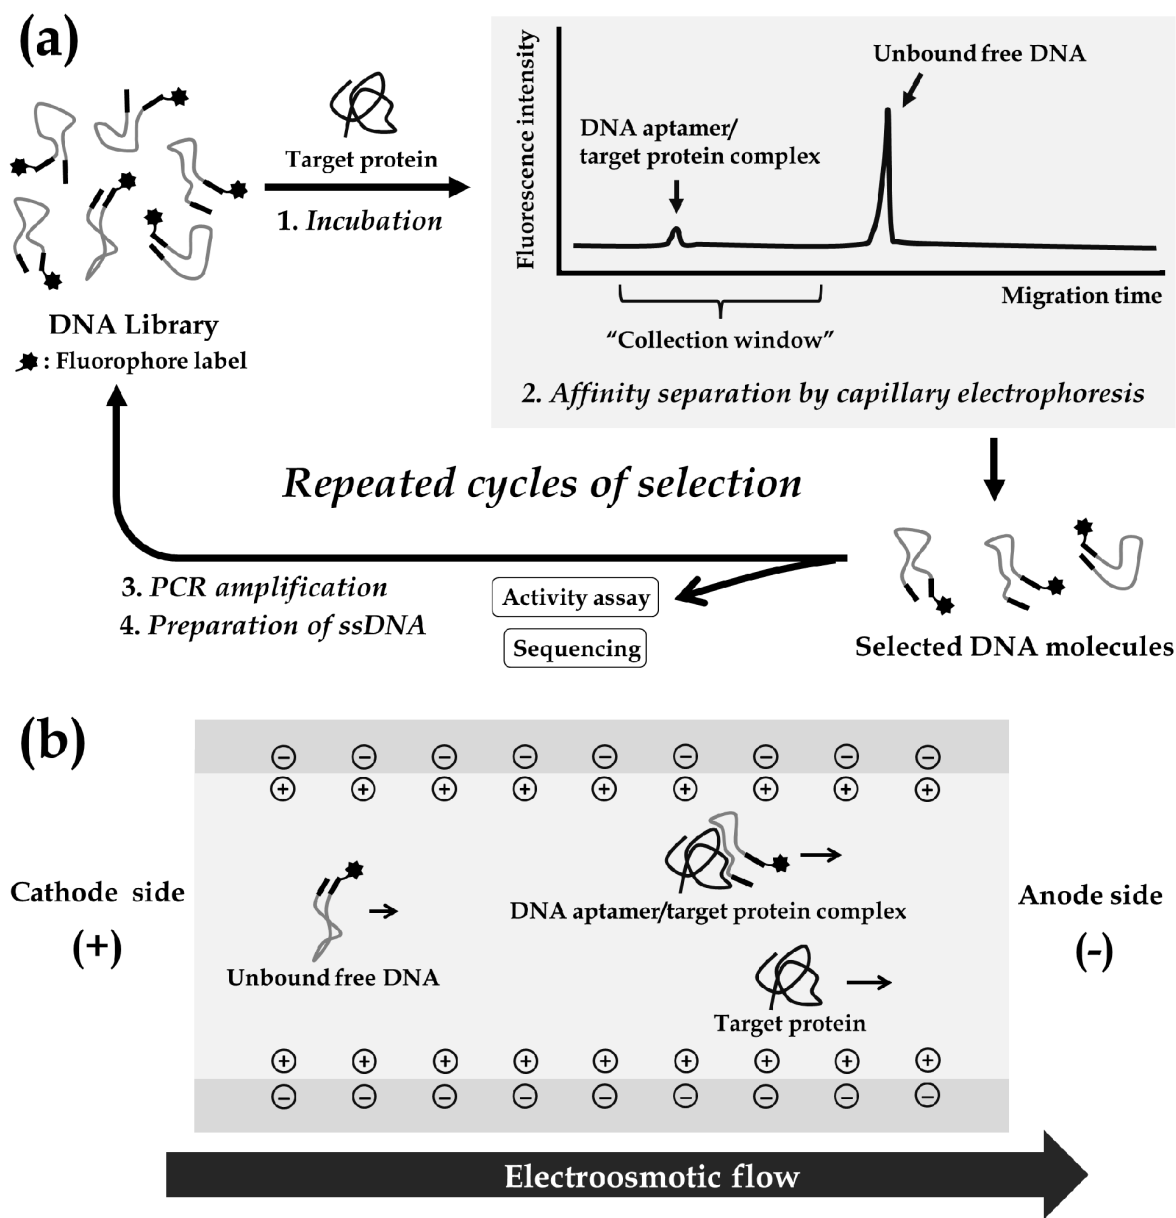 (a)
Target protein
1. Incubation
DNA Library
: Fluorophore label
Fluorescence intensity
Unbound free DNA
DNA aptamer/
target protein complex
Migration time
“Collection window”
2. Affinity separation by capillary electrophoresis
Repeated cycles of selection
3. PCR amplification
4. Preparation of ssDNA
Activity assay
Sequencing
Selected DNA molecules
(b)
− − − − − − − − −
+ + + + + + + + +
Cathode side
(+)
Unbound free DNA
DNA aptamer/target protein complex
Target protein
Anode side
(-)
+ + + + + + + + +
− − − − − − − − −
Electroosmotic flow